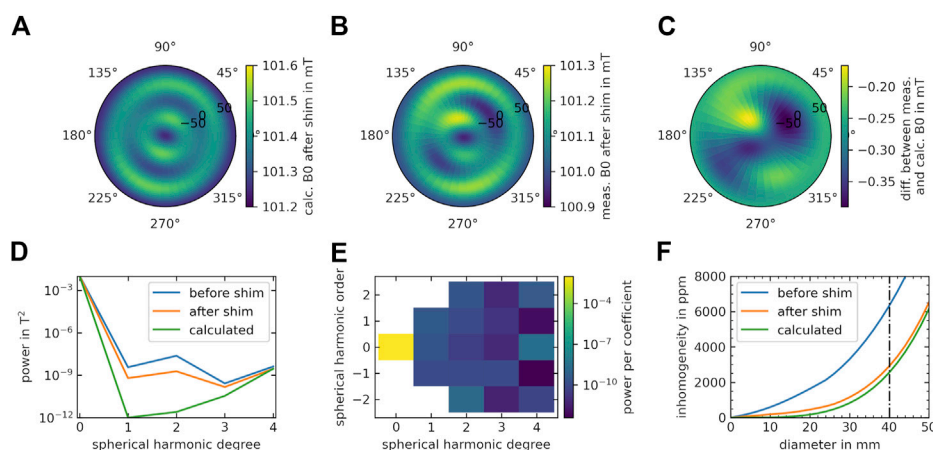 A
90°
135°
45°
180°
0°
50
0
−50
225°
315°
270°
101.6
101.5
101.4
101.3
101.2
calc. B0 after shim in mT
B
90°
135°
45°
180°
0
50
−50
°
225°
315°
270°
101.3
101.2
101.1
101.0
100.9
meas. B0 after shim in mT
C
90°
135°
45°
180°
0
50
−50
°
225°
315°
270°
−0.20
−0.25
−0.30
−0.35
diff. between meas.
and calc. B0 in mT
D
power in T²
10⁻³
10⁻⁶
10⁻⁹
10⁻¹²
before shim
after shim
calculated
0 1 2 3 4
spherical harmonic degree
E
0 1 2 3 4
spherical harmonic order
2
1
0
−1
−2
0 1 2 3 4
spherical harmonic degree
10⁻⁴
10⁻¹⁰
power per coefficient
F
inhomogeneity in ppm
8000
6000
4000
2000
0
before shim
after shim
calculated
0 10 20 30 40 50
diameter in mm